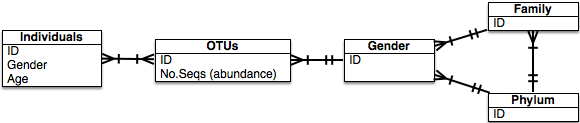 Individuals
ID
Gender
Age
OTUs
ID
No.Seqs (abundance)
Gender
ID
Family
ID
Phylum
ID